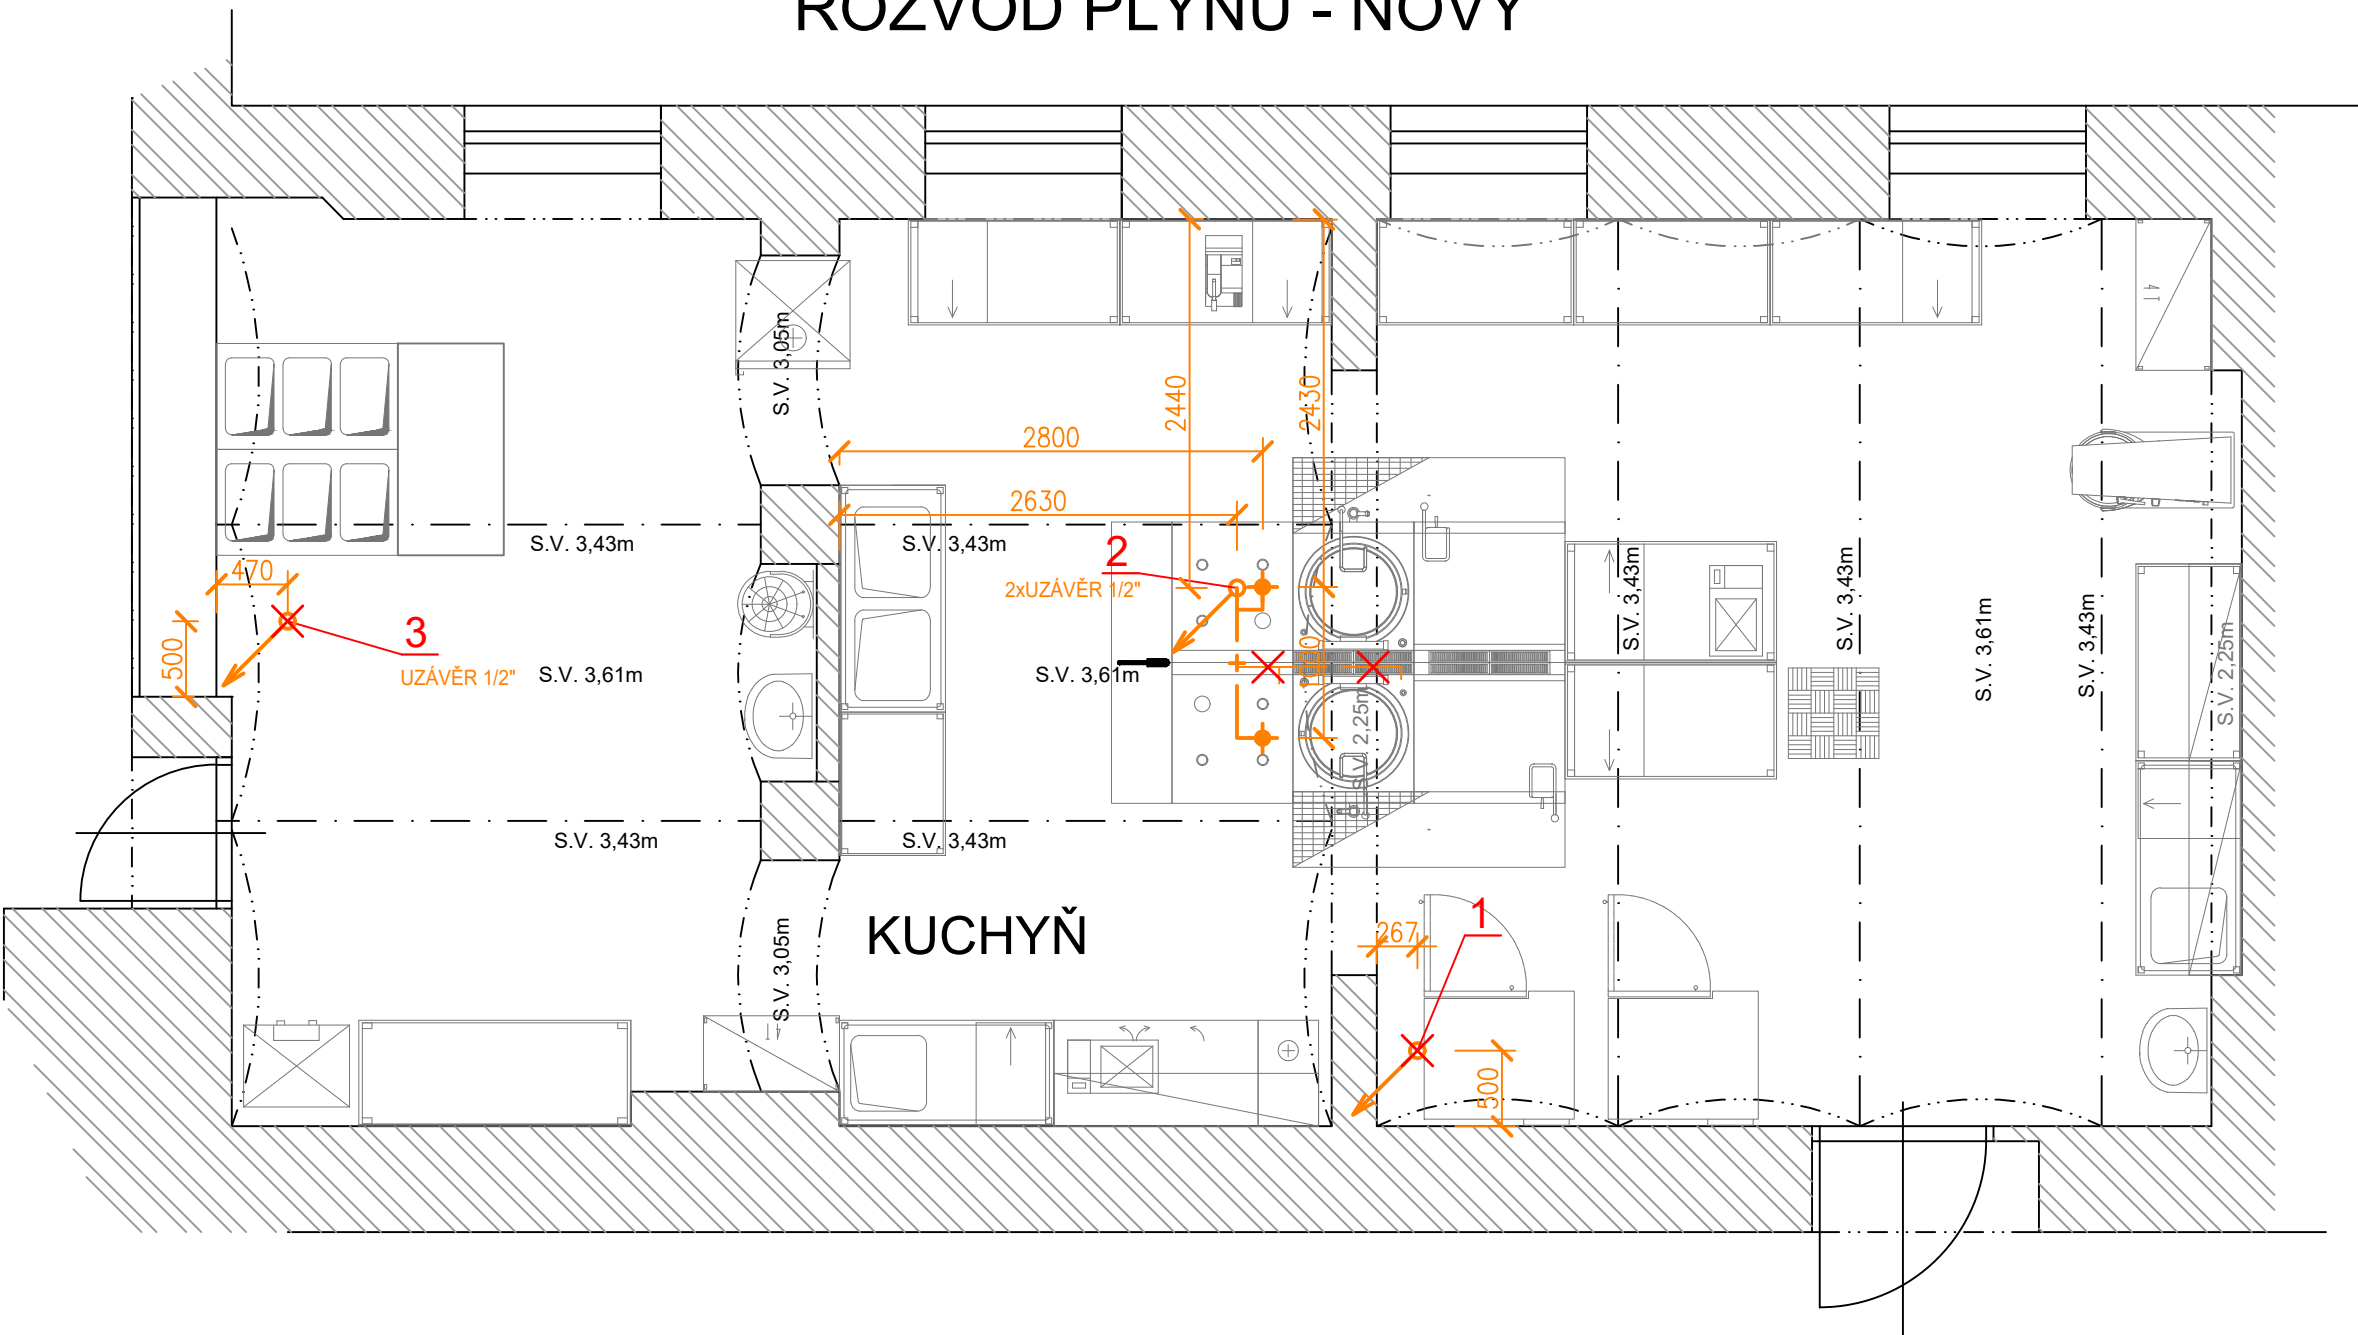 ROZVOD PLYNU - NOVÝ
S.V. 3,05m
2440
2430
2800
2630
S.V. 3,43m
S.V. 3,43m
2
2xUZÁVĚR 1/2"
470
500
3
UZÁVĚR 1/2"
S.V. 3,61m
S.V. 3,61m
S.V. 3,43m
S.V. 3,43m
S.V. 3,61m
S.V. 3,43m
S.V. 2,25m
S.V. 2,25m
S.V. 3,43m
S.V. 3,43m
KUCHYŇ
S.V. 3,05m
267
1
500